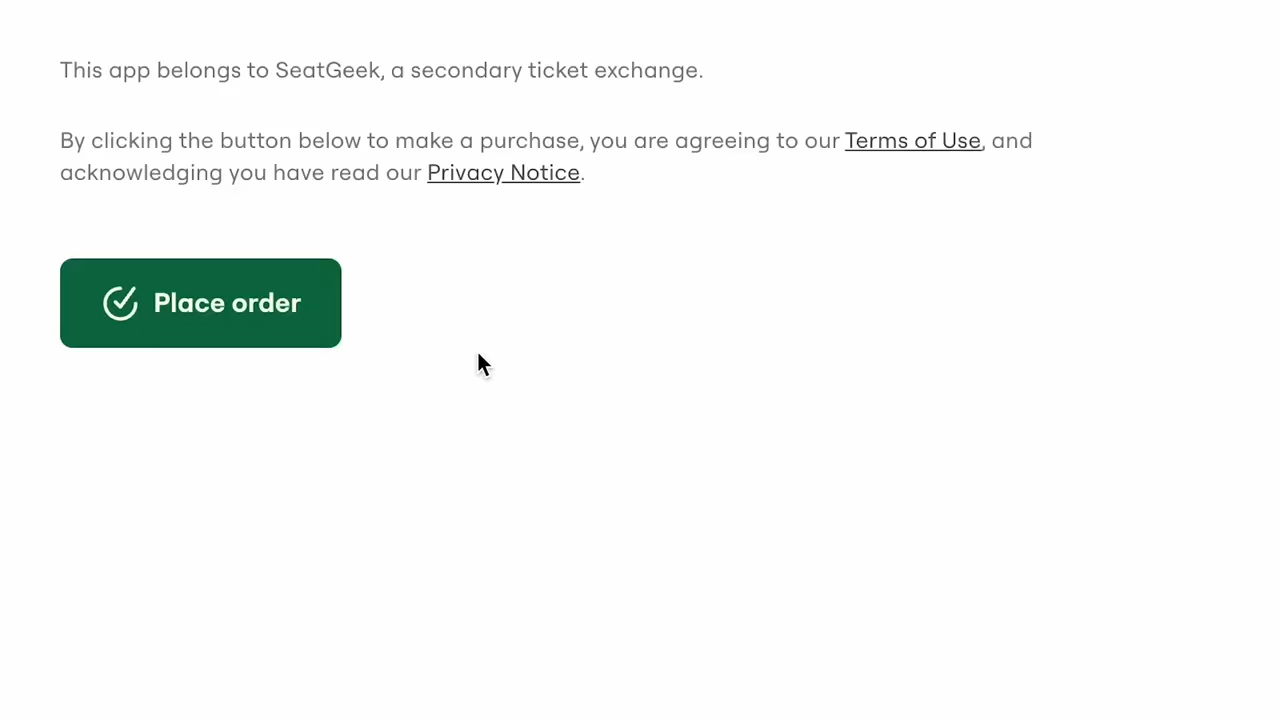 This app belongs to SeatGeek, a secondary ticket exchange.
By clicking the button below to make a purchase, you are agreeing to our Terms of Use, and
acknowledging you have read our Privacy Notice.
Place order